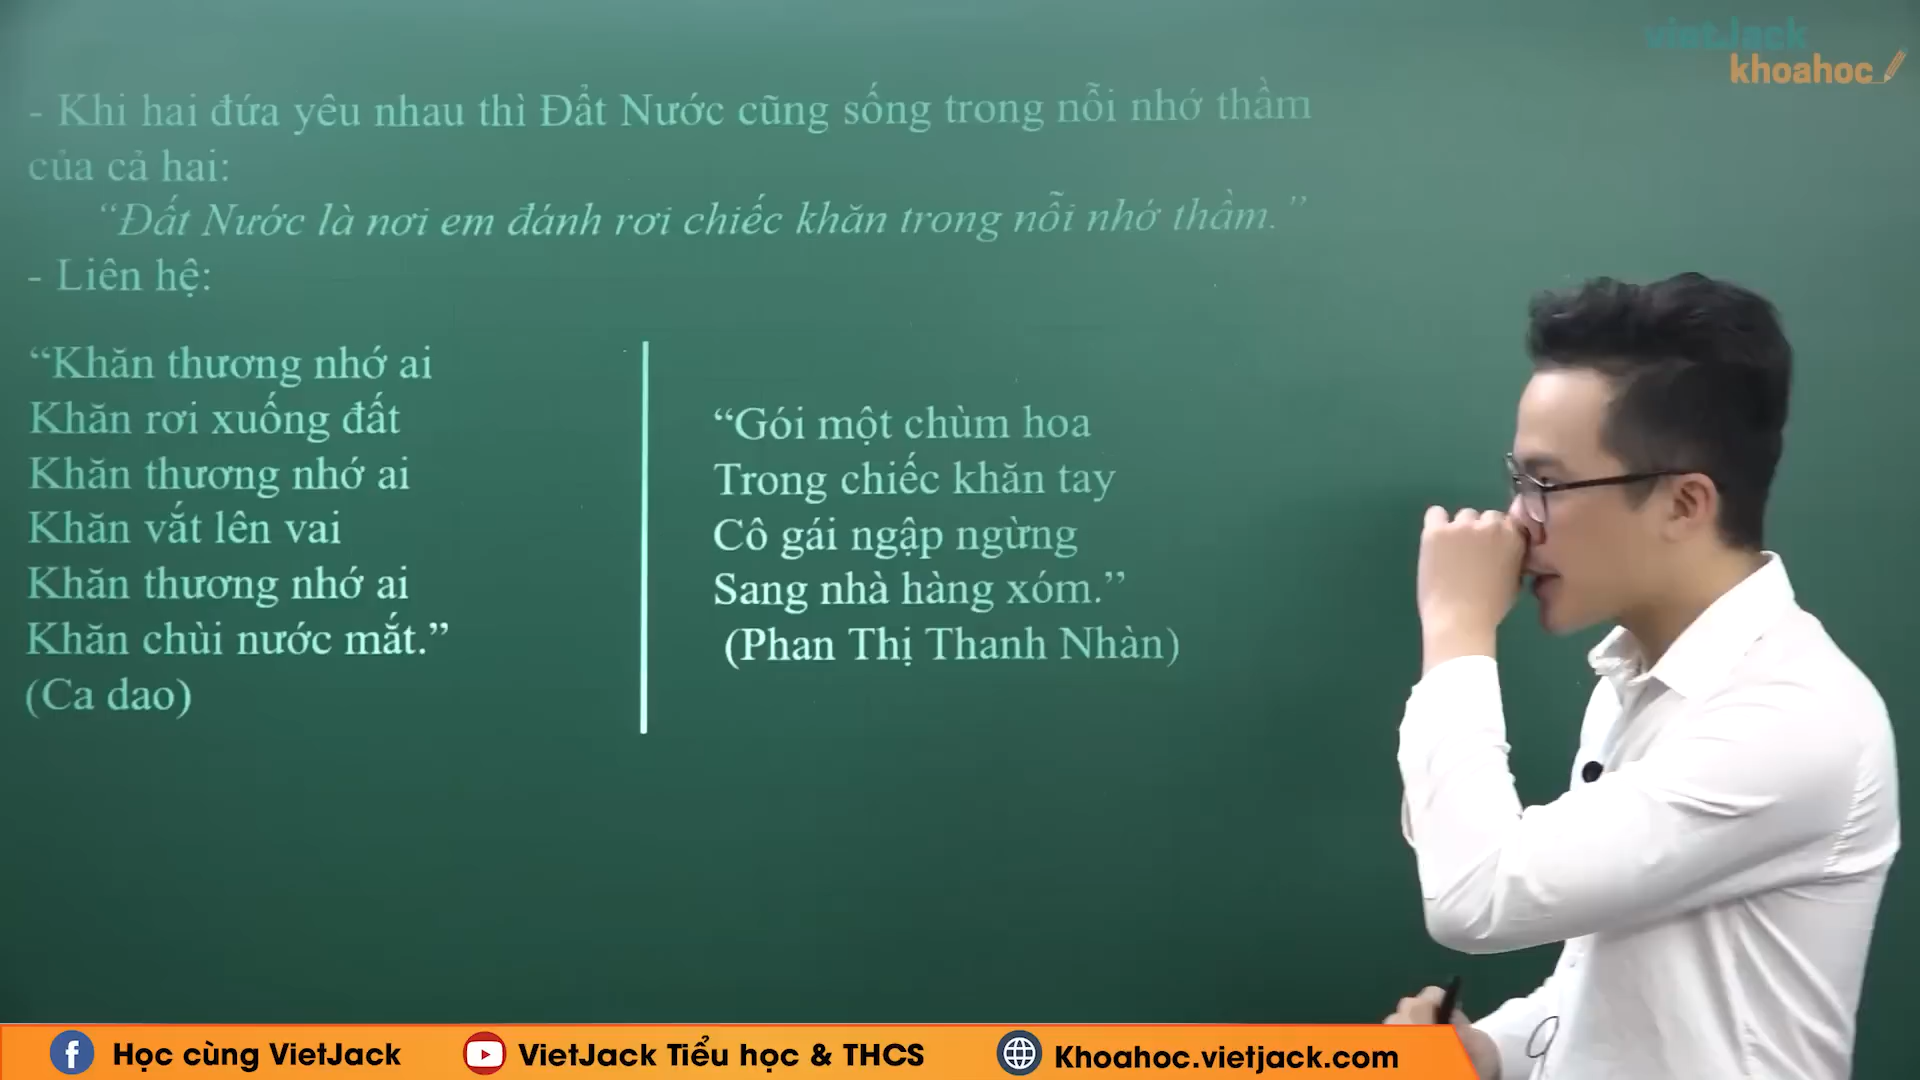 vietJack
khoahoc
- Khi hai đứa yêu nhau thì Đất Nước cũng sống trong nỗi nhớ thầm
của cả hai:
“Đất Nước là nơi em đánh rơi chiếc khăn trong nỗi nhớ thầm.”
- Liên hệ:
“Khăn thương nhớ ai
Khăn rơi xuống đất
Khăn thương nhớ ai
Khăn vắt lên vai
Khăn thương nhớ ai
Khăn chùi nước mắt.”
(Ca dao)
“Gói một chùm hoa
Trong chiếc khăn tay
Cô gái ngập ngừng
Sang nhà hàng xóm.”
(Phan Thị Thanh Nhàn)
Học cùng VietJack
VietJack Tiểu học & THCS
Khoahoc.vietjack.com